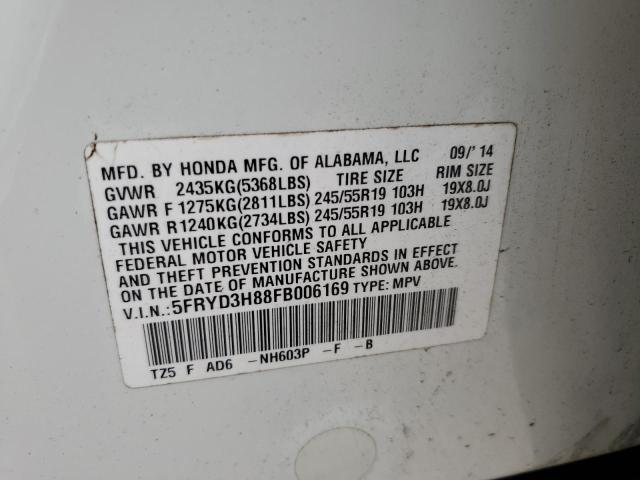 MFD. BY HONDA MFG. OF ALABAMA, LLC 09/'14
GVWR 2435KG(5368LBS) TIRE SIZE RIM SIZE
GAWR F 1275KG(2811LBS) 245/55R19 103H 19X8.0J
GAWR R 1240KG(2734LBS) 245/55R19 103H 19X8.0J
THIS VEHICLE CONFORMS TO ALL APPLICABLE
FEDERAL MOTOR VEHICLE SAFETY
AND THEFT PREVENTION STANDARDS IN EFFECT
ON THE DATE OF MANUFACTURE SHOWN ABOVE.
V.I.N.:5FRYD3H88FB006169 TYPE: MPV
TZ5 F AD6 -NH603P -F -B